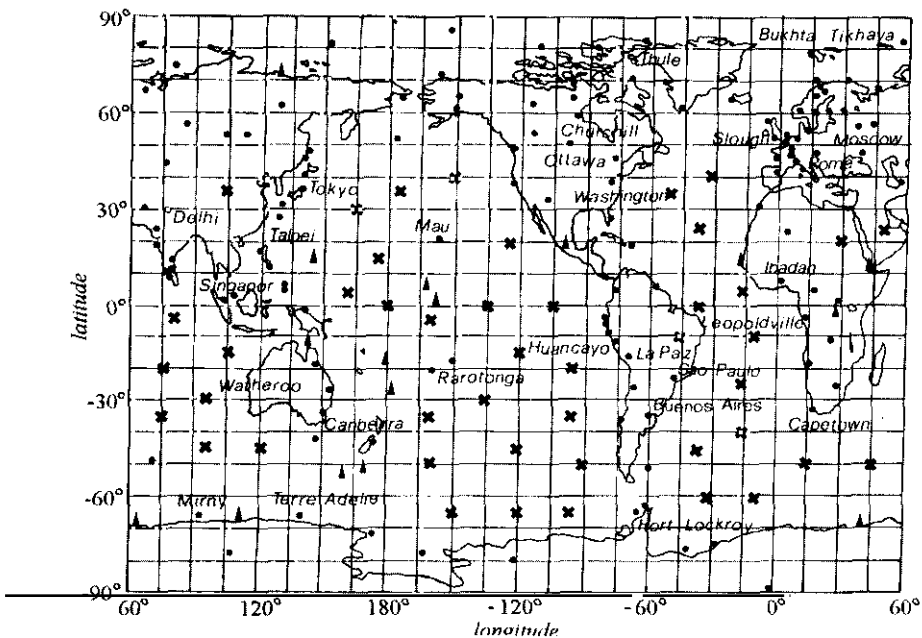 90°
Bukhta Tikhaya
Thule
60°
Churchill
Slough
Moscow
Ottawa
Rome
Tokyo
Washington
30°
Delhi
Mau
Taipei
Ibadan
Singapor
latitude
0°
Leopoldville
Huancayo
La Paz
Watheroo
Rarotonga
Sao Paulo
-30°
Buenos Aires
Canberra
Capetown
-60°
Mirny
Terre Adelie
Port Lockroy
-90°
60° 120° 180° -120° -60° 0° 60°
longitude